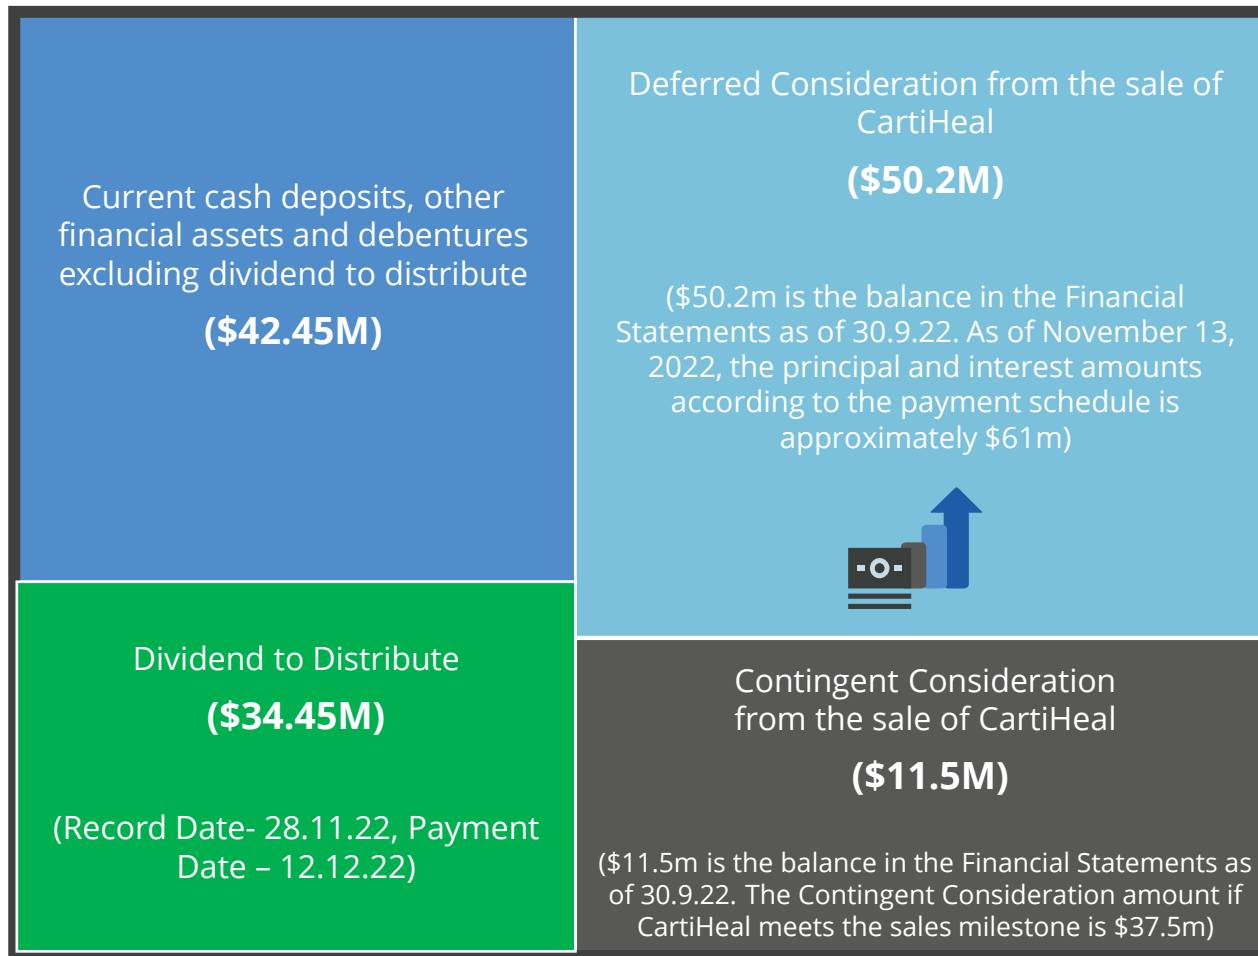 Current cash deposits, other
financial assets and debentures
excluding dividend to distribute
($42.45M)
Deferred Consideration from the sale of
CartiHeal
($50.2M)
($50.2m is the balance in the Financial
Statements as of 30.9.22. As of November 13,
2022, the principal and interest amounts
according to the payment schedule is
approximately $61m)
Dividend to Distribute
($34.45M)
(Record Date- 28.11.22, Payment
Date – 12.12.22)
Contingent Consideration
from the sale of CartiHeal
($11.5M)
($11.5m is the balance in the Financial Statements as
of 30.9.22. The Contingent Consideration amount if
CartiHeal meets the sales milestone is $37.5m)